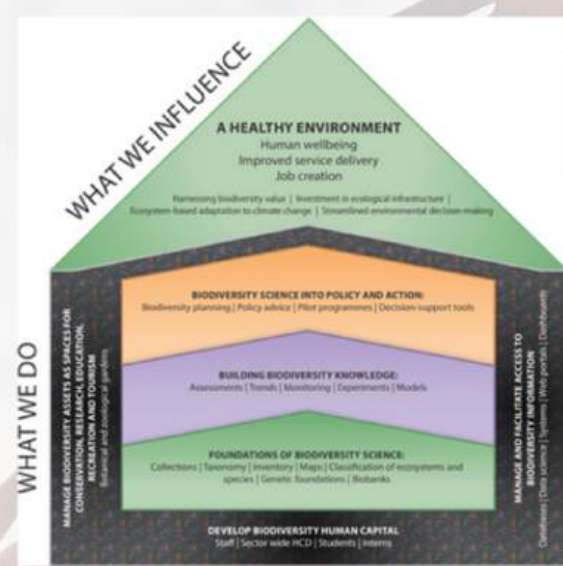 WHAT WE INFLUENCE
A HEALTHY ENVIRONMENT
Human wellbeing
Improved service delivery
Job creation
Harnessing biodiversity value | Investment in ecological infrastructure |
Ecosystem-based adaptation to climate change | Streamlined environmental decision-making
WHAT WE DO
MANAGE BIODIVERSITY ASSETS AS SPACES FOR
CONSERVATION, RESEARCH, EDUCATION,
RECREATION AND TOURISM
Botanical and zoological gardens
BIODIVERSITY SCIENCE INTO POLICY AND ACTION:
Biodiversity planning | Policy advice | Pilot programmes | Decision-support tools
BUILDING BIODIVERSITY KNOWLEDGE:
Assessments | Trends | Monitoring | Experiments | Models
FOUNDATIONS OF BIODIVERSITY SCIENCE:
Collections | Taxonomy | Inventory | Maps | Classification of ecosystems and
species | Genetic foundations | Biobanks
MANAGE AND FACILITATE ACCESS TO
BIODIVERSITY INFORMATION
Databases | Data science | Systems | Web portals | Dashboards
DEVELOP BIODIVERSITY HUMAN CAPITAL
Staff | Sector wide HCD | Students | Interns